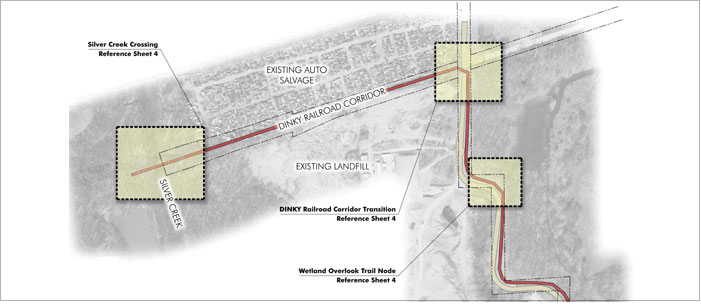 Silver Creek Crossing
Reference Sheet 4
EXISTING AUTO
SALVAGE
DINKY RAILROAD CORRIDOR
EXISTING LANDFILL
SILVER CREEK
DINKY Railroad Corridor Transition
Reference Sheet 4
Wetland Overlook Trail Node
Reference Sheet 4